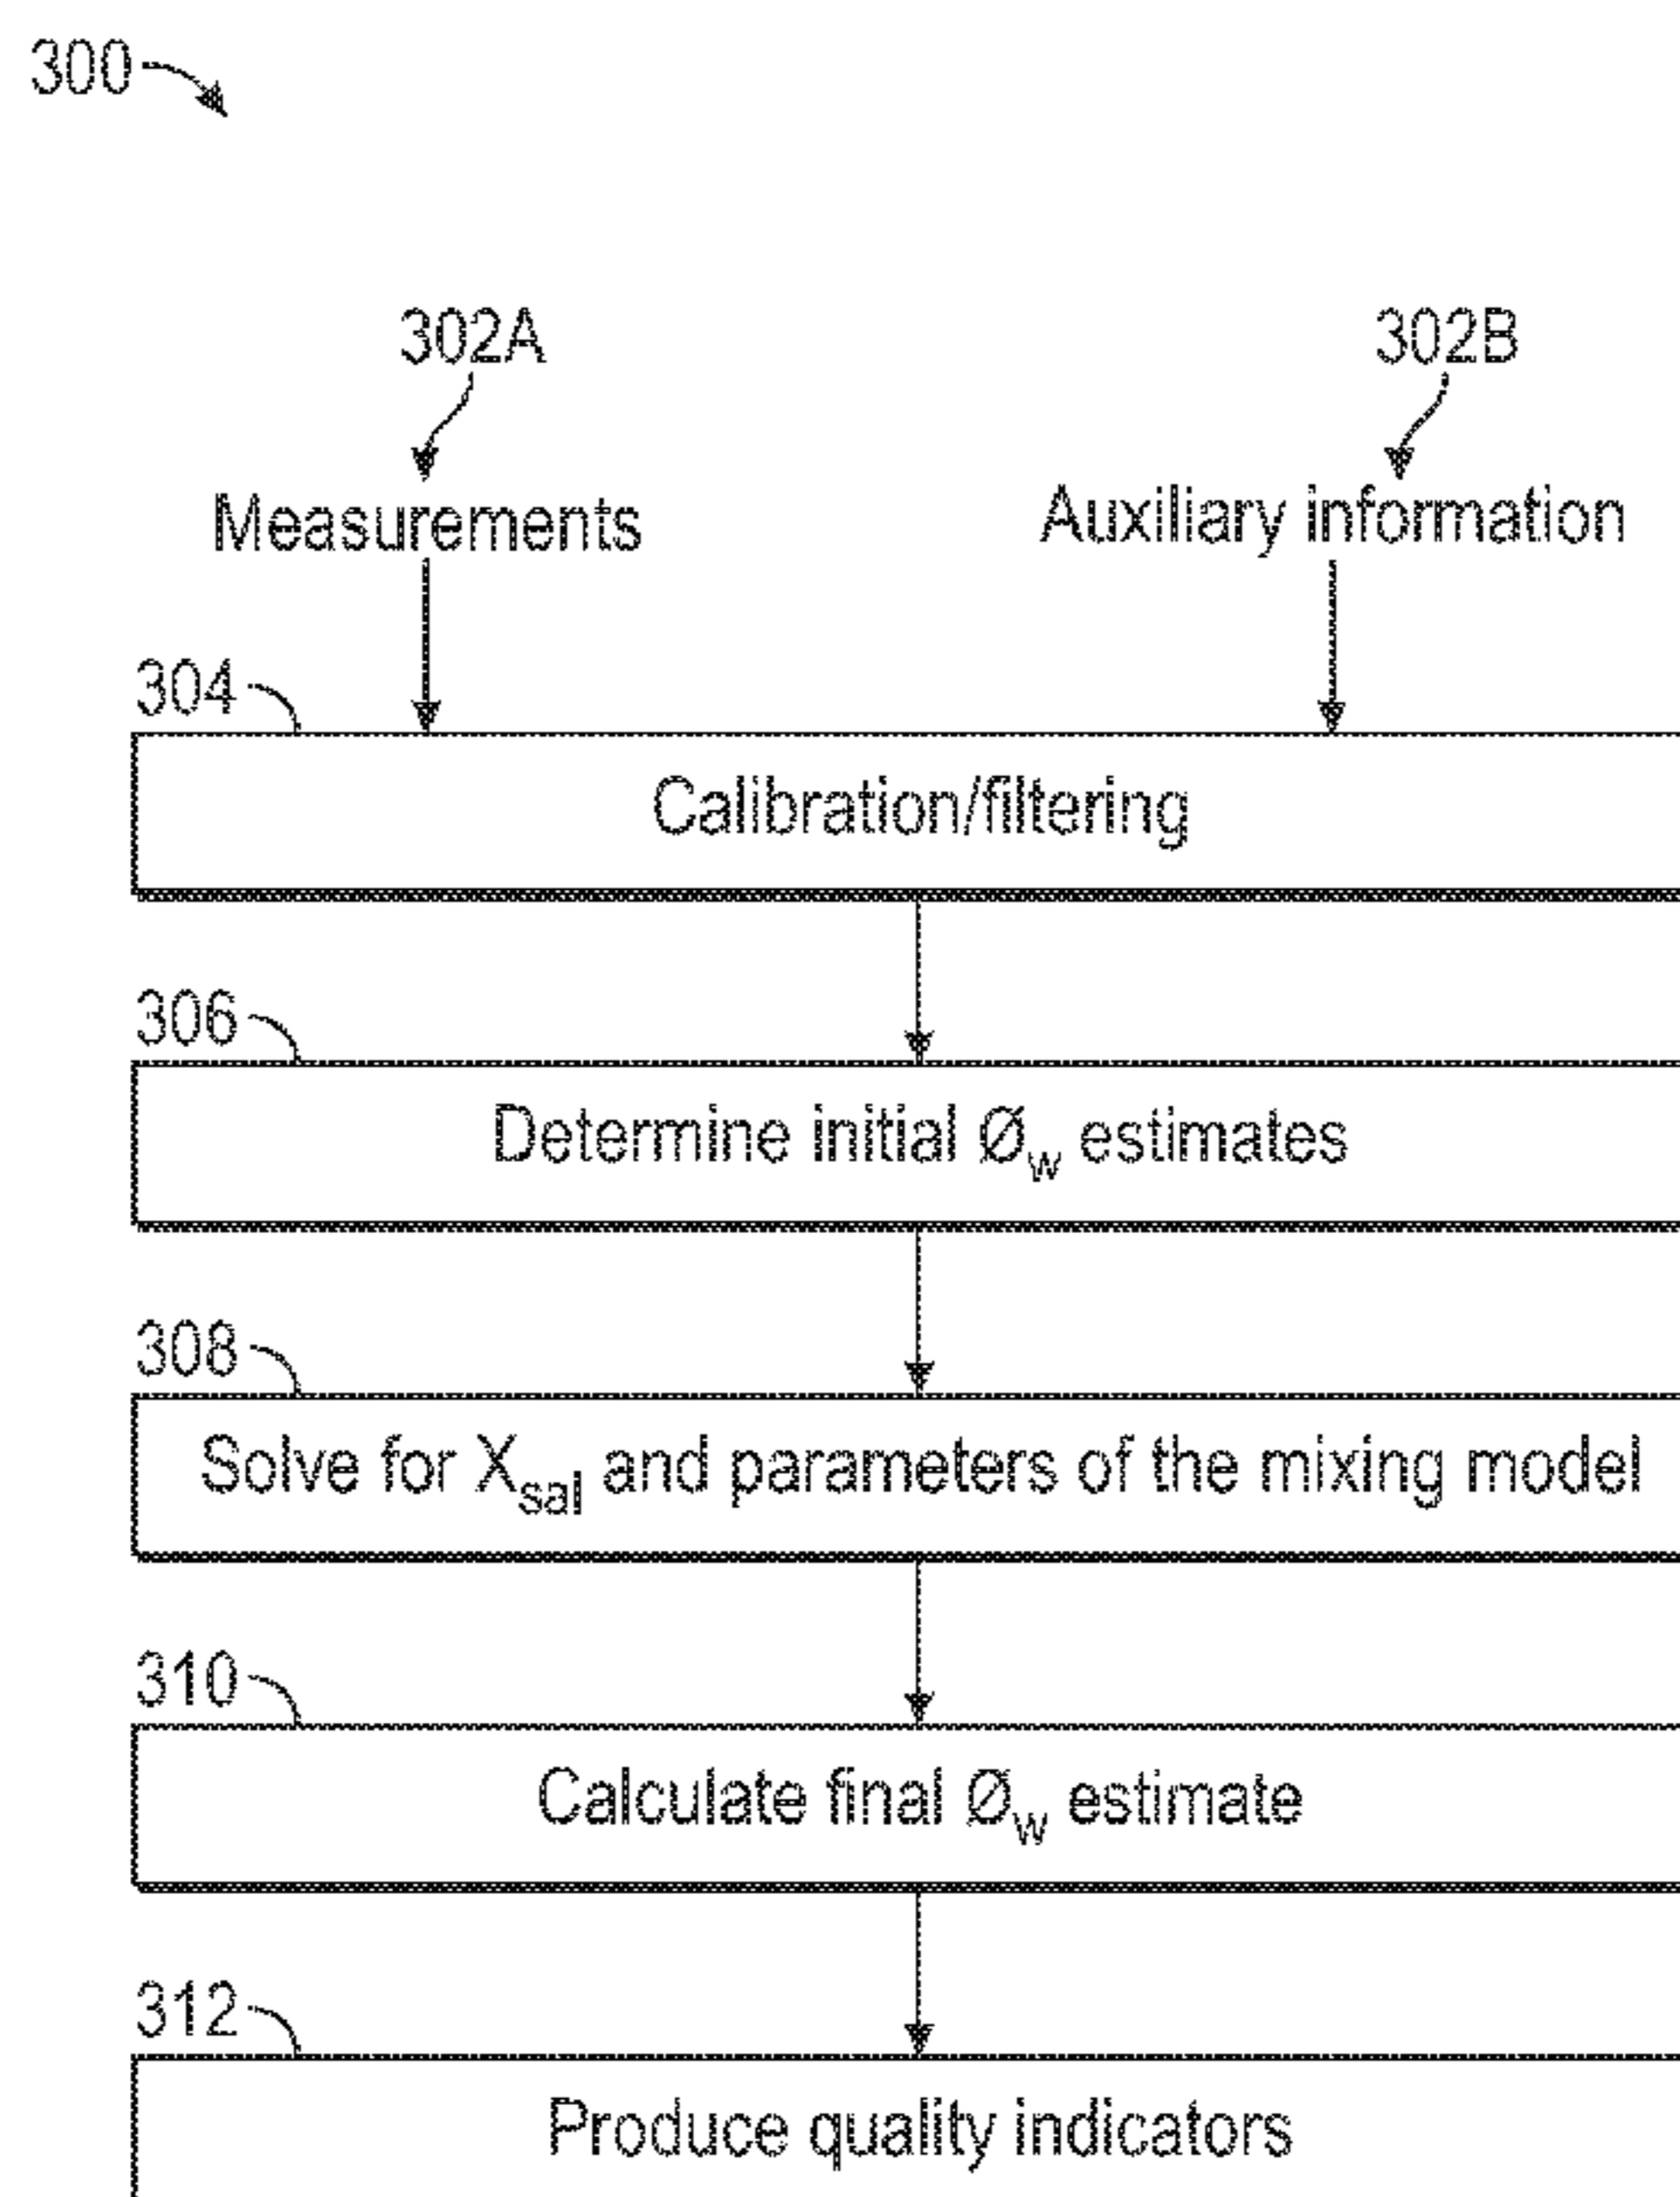 300
302A 302B
Measurements Auxiliary information
304
Calibration/filtering
306
Determine initial Øw estimates
308
Solve for Xsal and parameters of the mixing model
310
Calculate final Øw estimate
312
Produce quality indicators